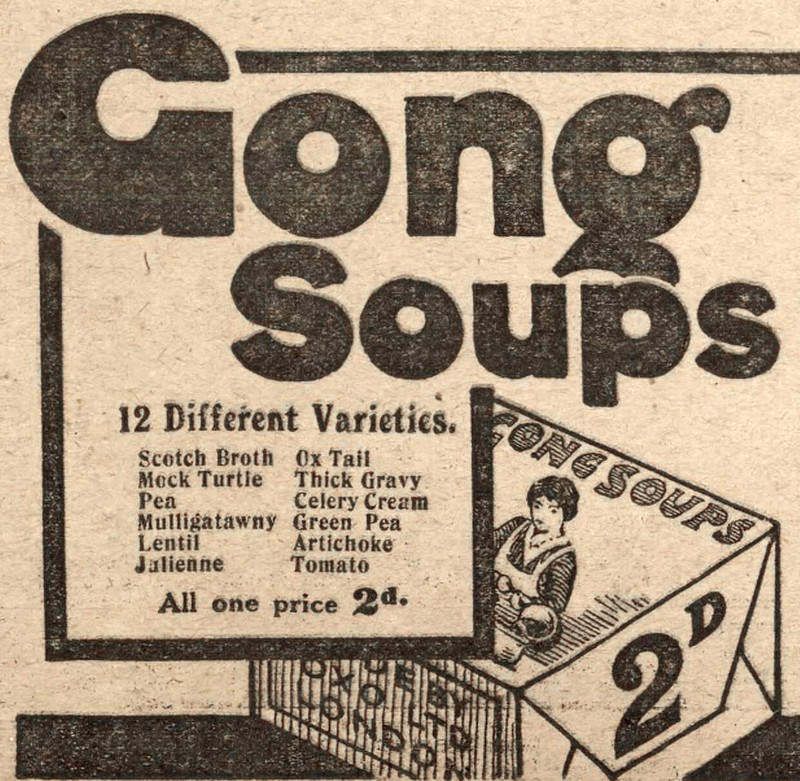 Gong
Soups
12 Different Varieties.
Scotch Broth Ox Tail
Mock Turtle Thick Gravy
Pea Celery Cream
Mulligatawny Green Pea
Lentil Artichoke
Julienne Tomato
All one price 2d.
GONG SOUPS
2D